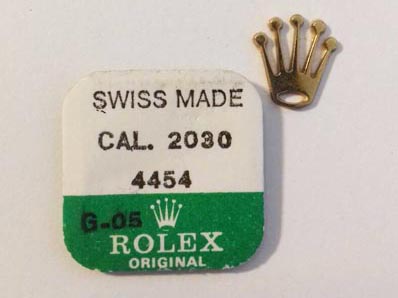 SWISS MADE
CAL. 2030
4454
G-05
ROLEX
ORIGINAL